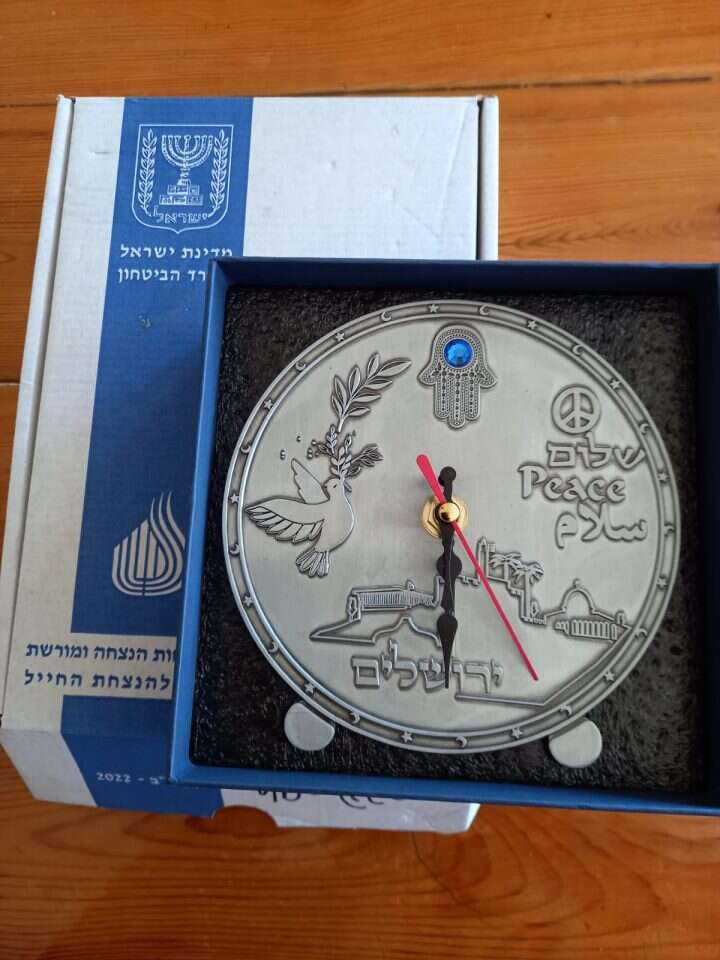 ישראל
מדינת ישראל
רד הביטחון
ות הנצחה ומורשת
להנצחת החייל
ב - 2022
שלום
Peace
سلام
ירושלים